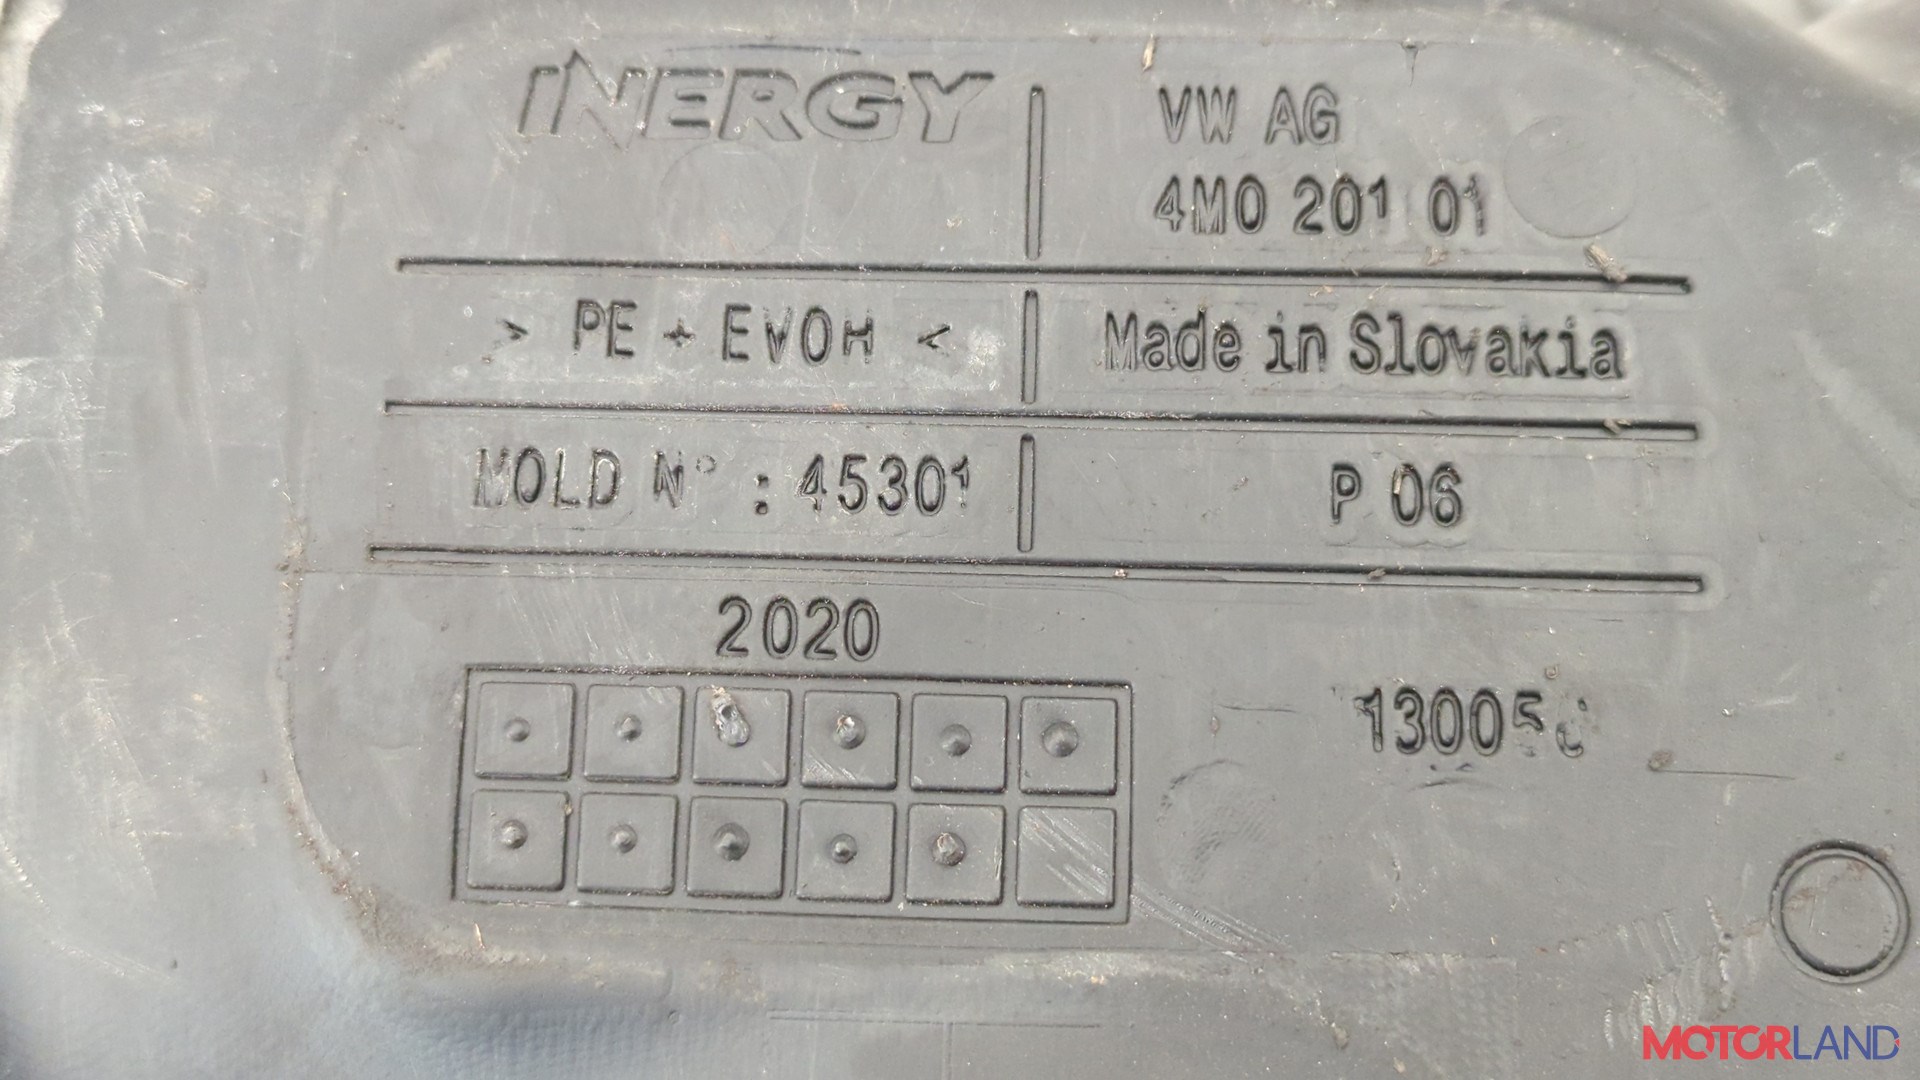 INERGY
VW AG
4M0 201 01
> PE + EVOH <
Made in Slovakia
MOLD N° : 45301
P 06
2020
MOTORLAND